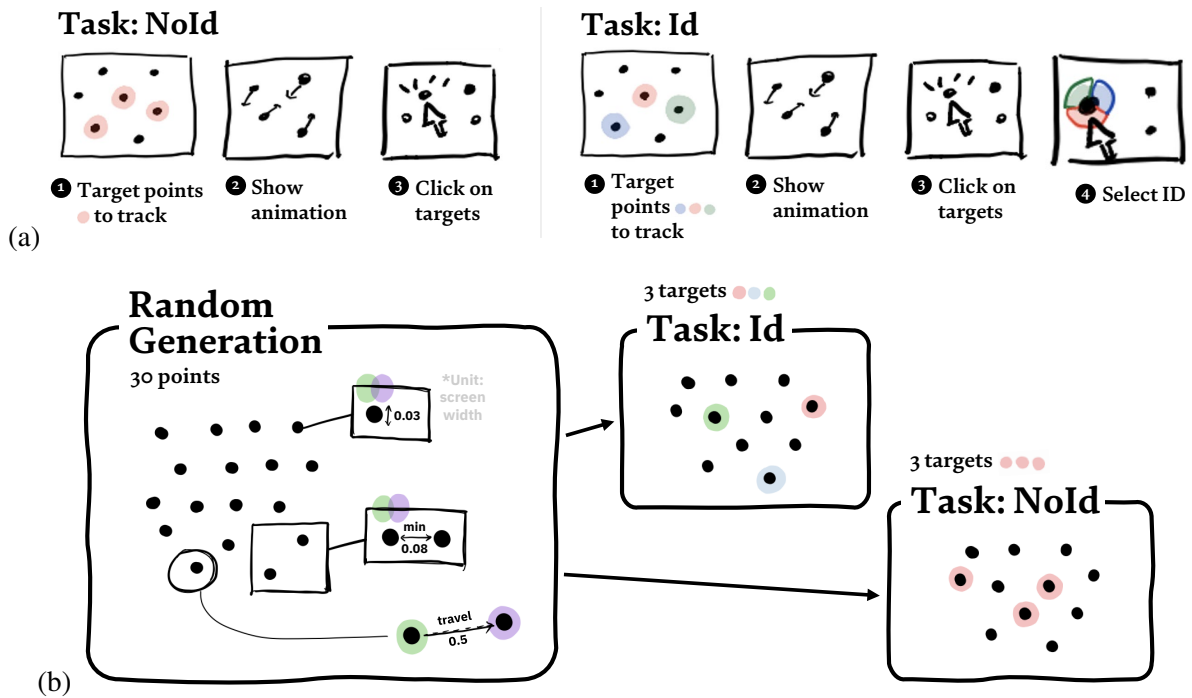 Task: NoId
❶ Target points
to track
❷ Show
animation
❸ Click on
targets
Task: Id
❶ Target
points
to track
❷ Show
animation
❸ Click on
targets
❹ Select ID
(a)
Random
Generation
30 points
*Unit:
screen
width
0.03
min
0.08
travel
0.5
3 targets
Task: Id
3 targets
Task: NoId
(b)